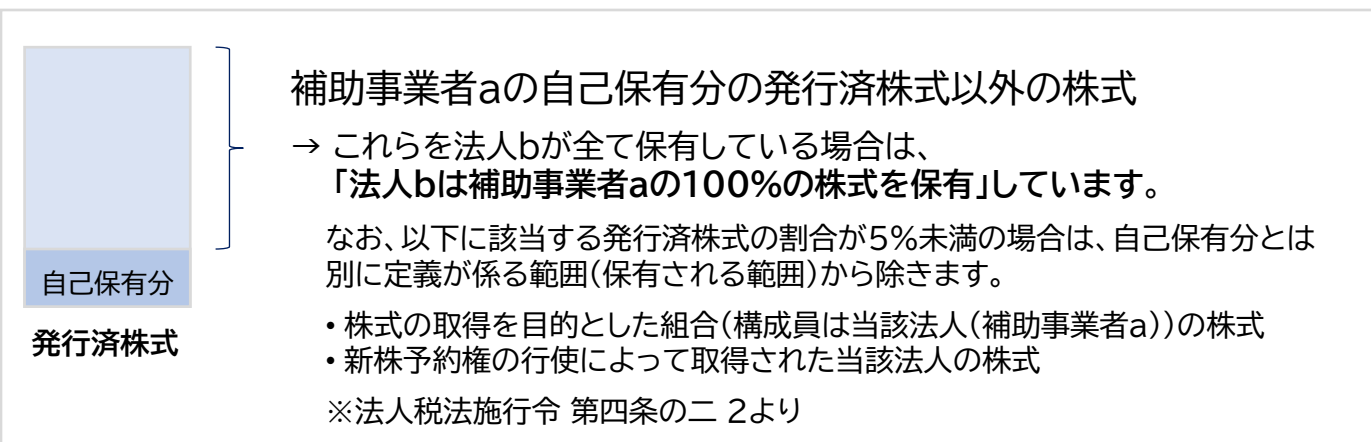 補助事業者aの自己保有分の発行済株式以外の株式
→ これらを法人bが全て保有している場合は、
「法人bは補助事業者aの100%の株式を保有」しています。
なお、以下に該当する発行済株式の割合が5%未満の場合は、自己保有分とは
別に定義が係る範囲(保有される範囲)から除きます。
• 株式の取得を目的とした組合(構成員は当該法人(補助事業者a))の株式
• 新株予約権の行使によって取得された当該法人の株式
※法人税法施行令 第四条の二 2より
自己保有分
発行済株式